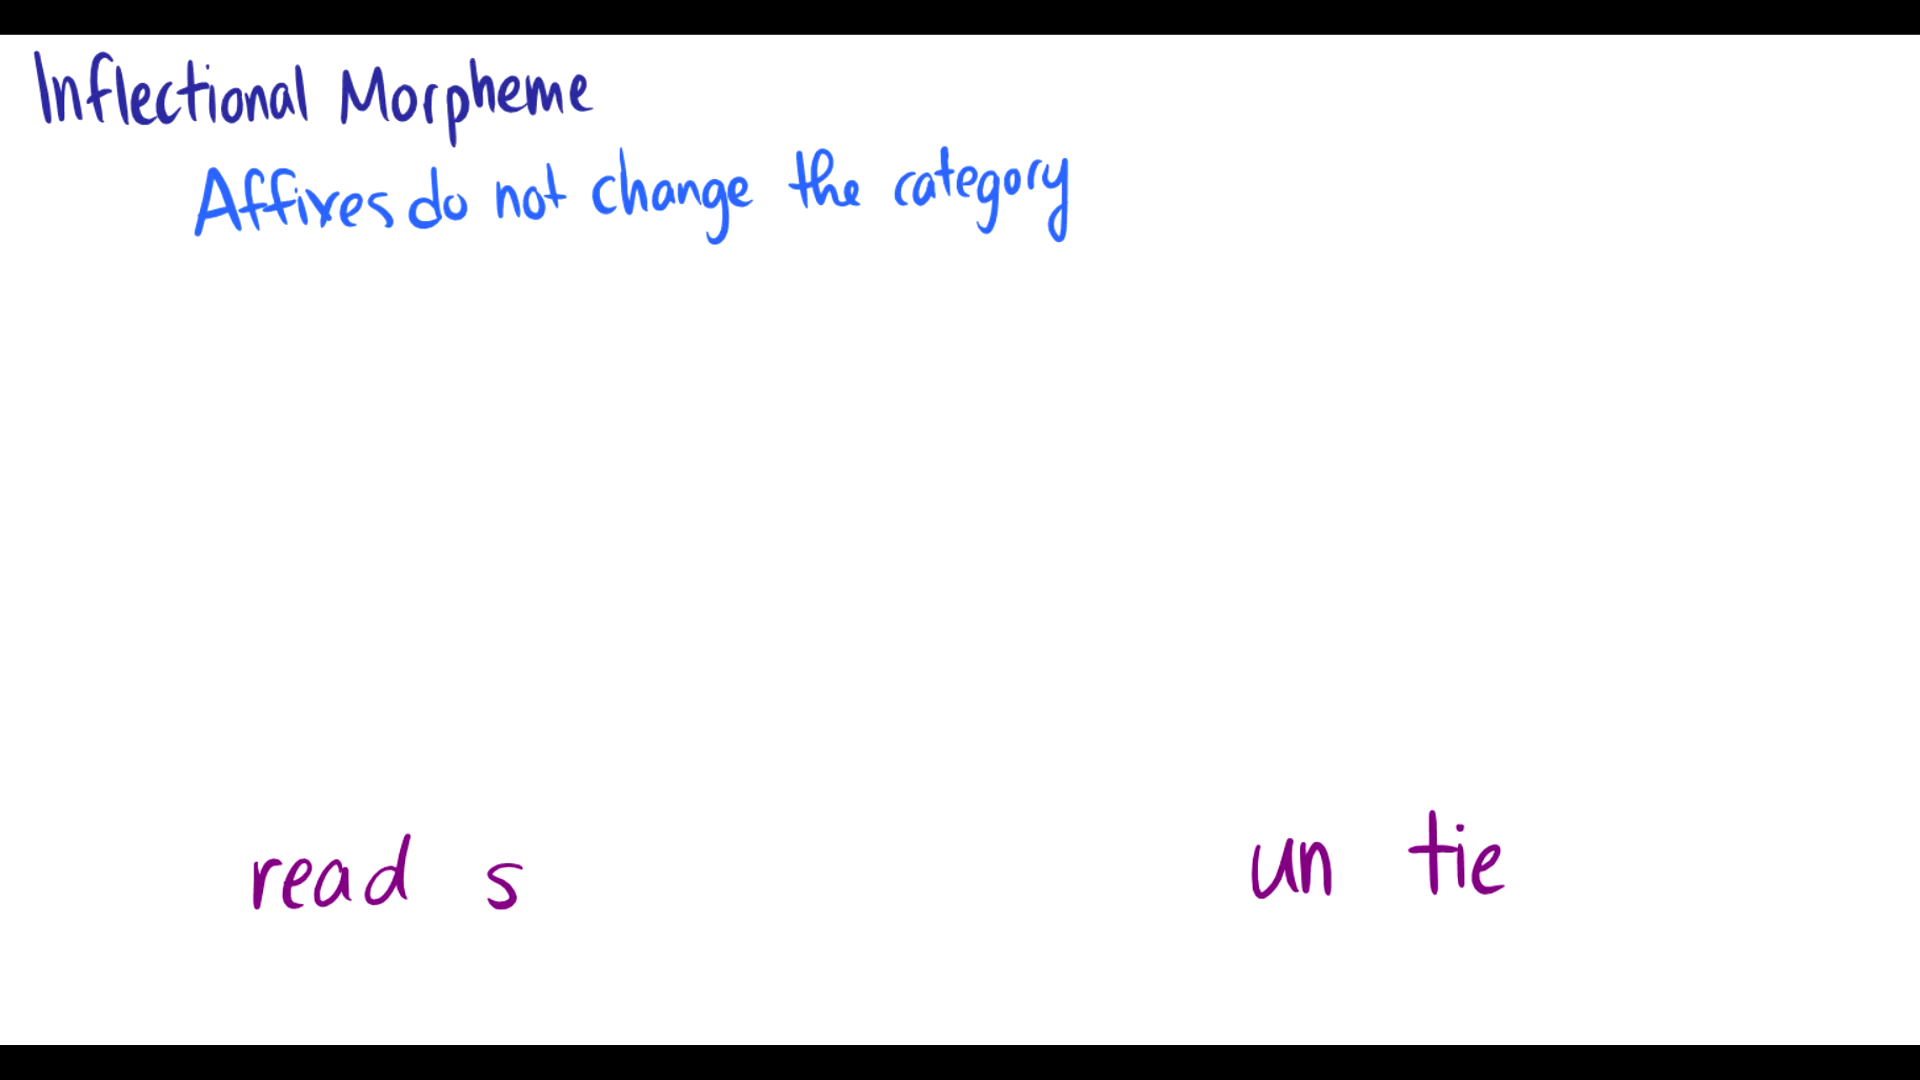 Inflectional Morpheme
Affixes do not change the category
read s
un tie